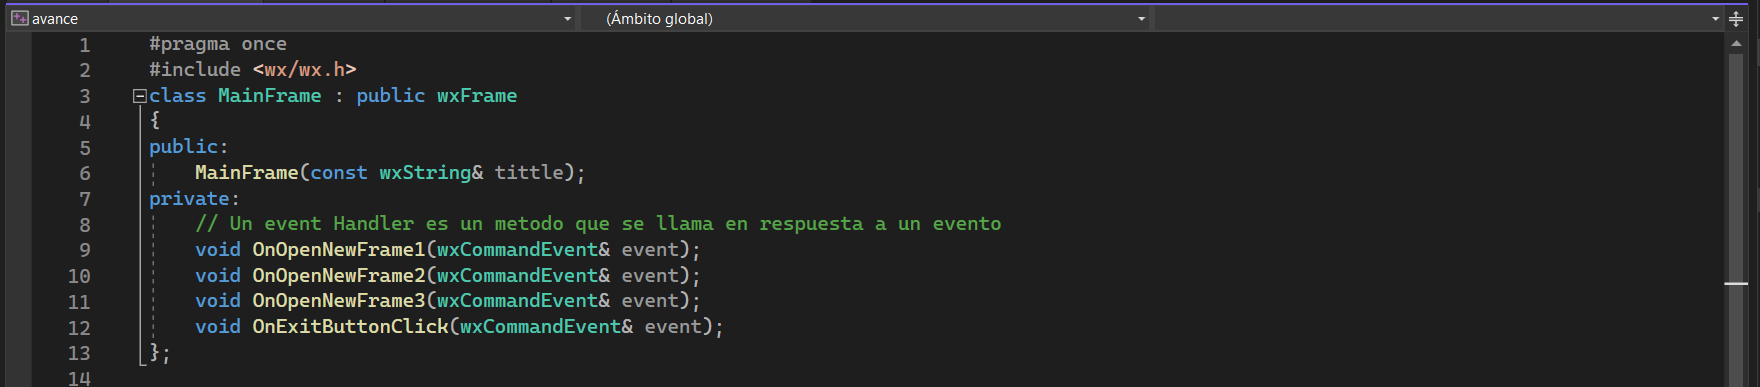 avance
(Ámbito global)
1 #pragma once
2 #include <wx/wx.h>
3 class MainFrame : public wxFrame
4 {
5 public:
6 MainFrame(const wxString& tittle);
7 private:
8 // Un event Handler es un metodo que se llama en respuesta a un evento
9 void OnOpenNewFrame1(wxCommandEvent& event);
10 void OnOpenNewFrame2(wxCommandEvent& event);
11 void OnOpenNewFrame3(wxCommandEvent& event);
12 void OnExitButtonClick(wxCommandEvent& event);
13 };
14